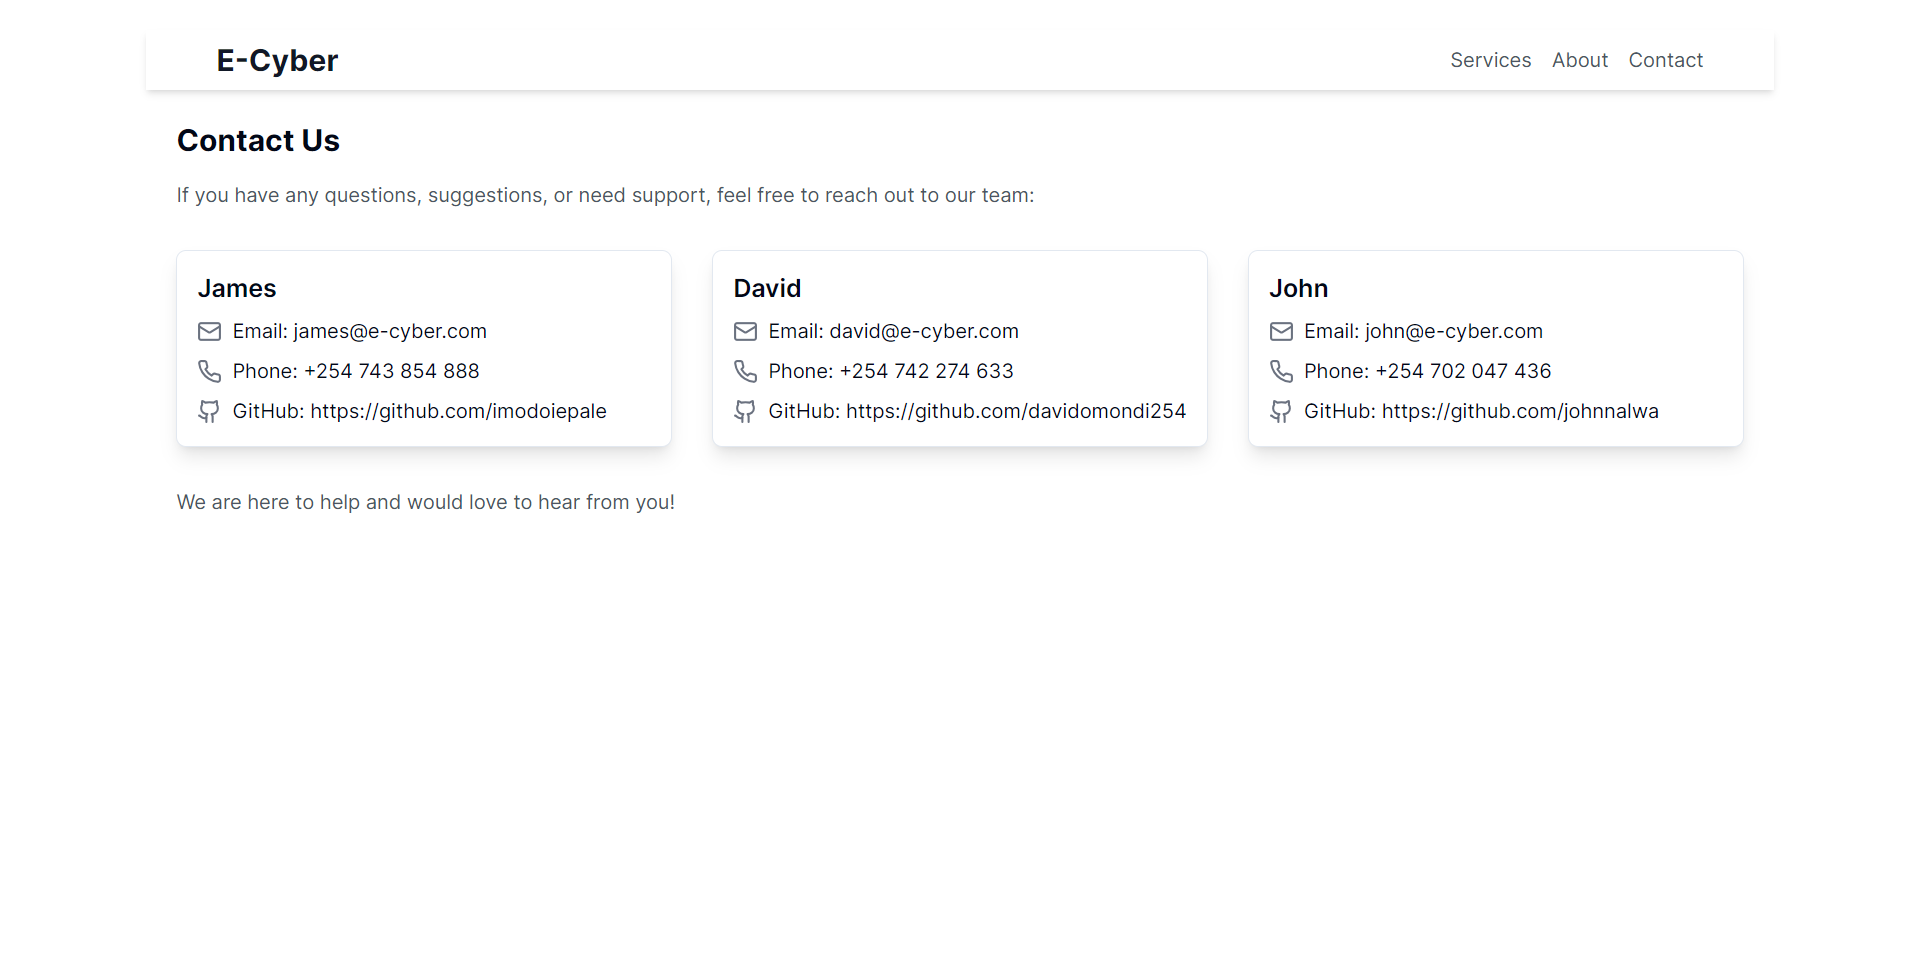 E-Cyber
Services About Contact
Contact Us
If you have any questions, suggestions, or need support, feel free to reach out to our team:
James
Email: james@e-cyber.com
Phone: +254 743 854 888
GitHub: https://github.com/imodoiepale
David
Email: david@e-cyber.com
Phone: +254 742 274 633
GitHub: https://github.com/davidomondi254
John
Email: john@e-cyber.com
Phone: +254 702 047 436
GitHub: https://github.com/johnnalwa
We are here to help and would love to hear from you!